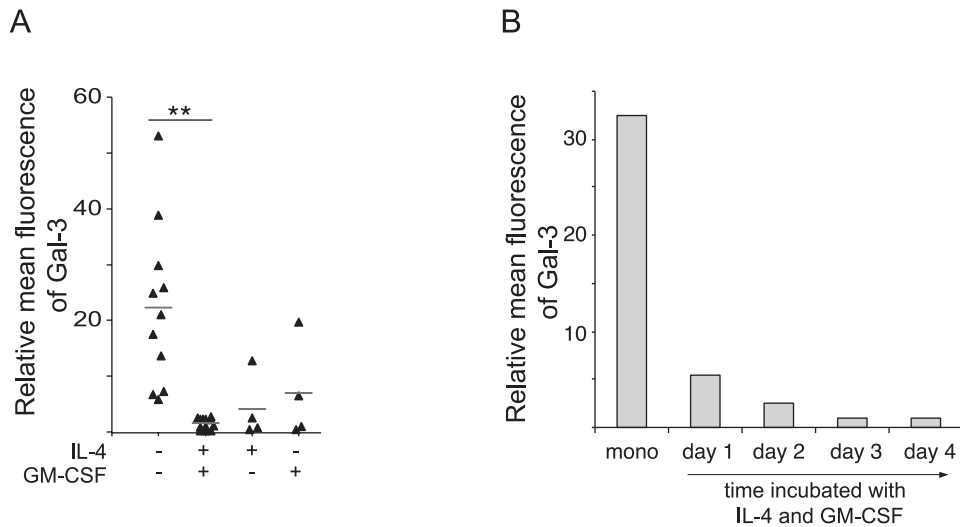 A
Relative mean fluorescence
of Gal-3
60
40
20
**
IL-4 - + + -
GM-CSF - + - +
B
Relative mean fluorescence
of Gal-3
30
20
10
mono day 1 day 2 day 3 day 4
time incubated with
IL-4 and GM-CSF